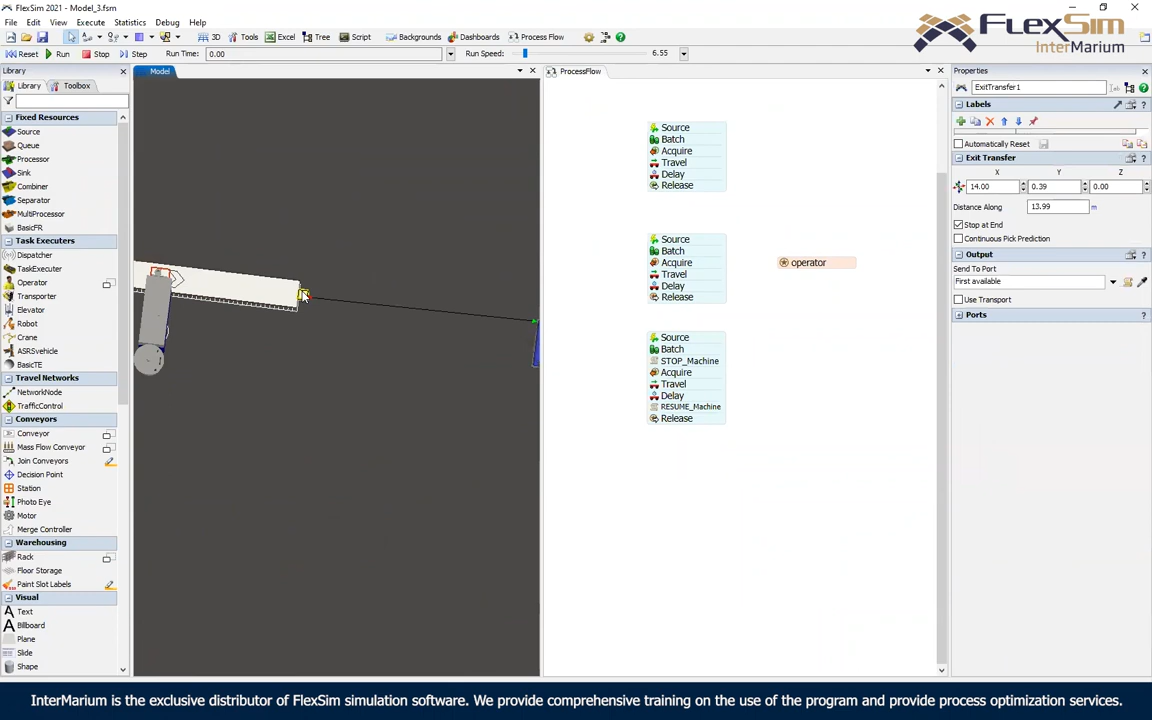 FlexSim 2021 - Model_3.fsm
File Edit View Execute Statistics Debug Help
3D Tools Excel Tree Script Backgrounds Dashboards Process Flow
Reset Run Stop Step Run Time: 0.00 Run Speed: 6.55
FLEXSIM
InterMarium
Library
Library Toolbox
Fixed Resources
Source
Queue
Processor
Sink
Combiner
Separator
MultiProcessor
BasicFR
Task Executers
Dispatcher
TaskExecuter
Operator
Transporter
Elevator
Robot
Crane
ASRSvehicle
BasicTE
Travel Networks
NetworkNode
TrafficControl
Conveyors
Conveyor
Mass Flow Conveyor
Join Conveyors
Decision Point
Station
Photo Eye
Motor
Merge Controller
Warehousing
Rack
Floor Storage
Paint Slot Labels
Visual
Text
Billboard
Plane
Slide
Shape
Model
ProcessFlow
Source
Batch
Acquire
Travel
Delay
Release
Source
Batch
Acquire
Travel
Delay
Release
operator
Source
Batch
STOP_Machine
Acquire
Travel
Delay
RESUME_Machine
Release
Properties
ExitTransfer1
Labels
Automatically Reset
Exit Transfer
X Y Z
14.00 0.39 0.00
Distance Along 13.99 m
Stop at End
Continuous Pick Prediction
Output
Send To Port
First available
Use Transport
Ports
InterMarium is the exclusive distributor of FlexSim simulation software. We provide comprehensive training on the use of the program and provide process optimization services.